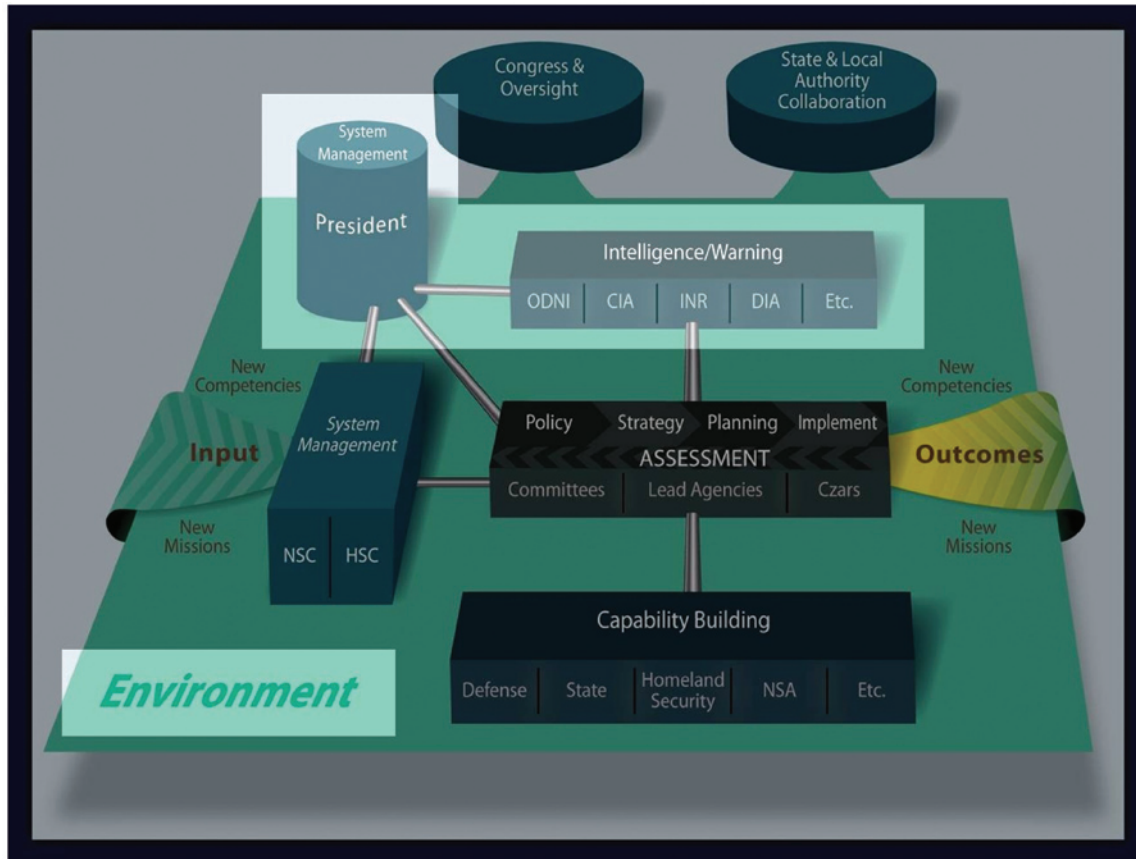 Congress &
Oversight
State & Local
Authority
Collaboration
System
Management
President
Intelligence/Warning
ODNI
CIA
INR
DIA
Etc.
New
Competencies
Input
New
Missions
System
Management
NSC
HSC
Policy
Strategy
Planning
Implement
ASSESSMENT
Committees
Lead Agencies
Czars
New
Competencies
Outcomes
New
Missions
Capability Building
Defense
State
Homeland
Security
NSA
Etc.
Environment